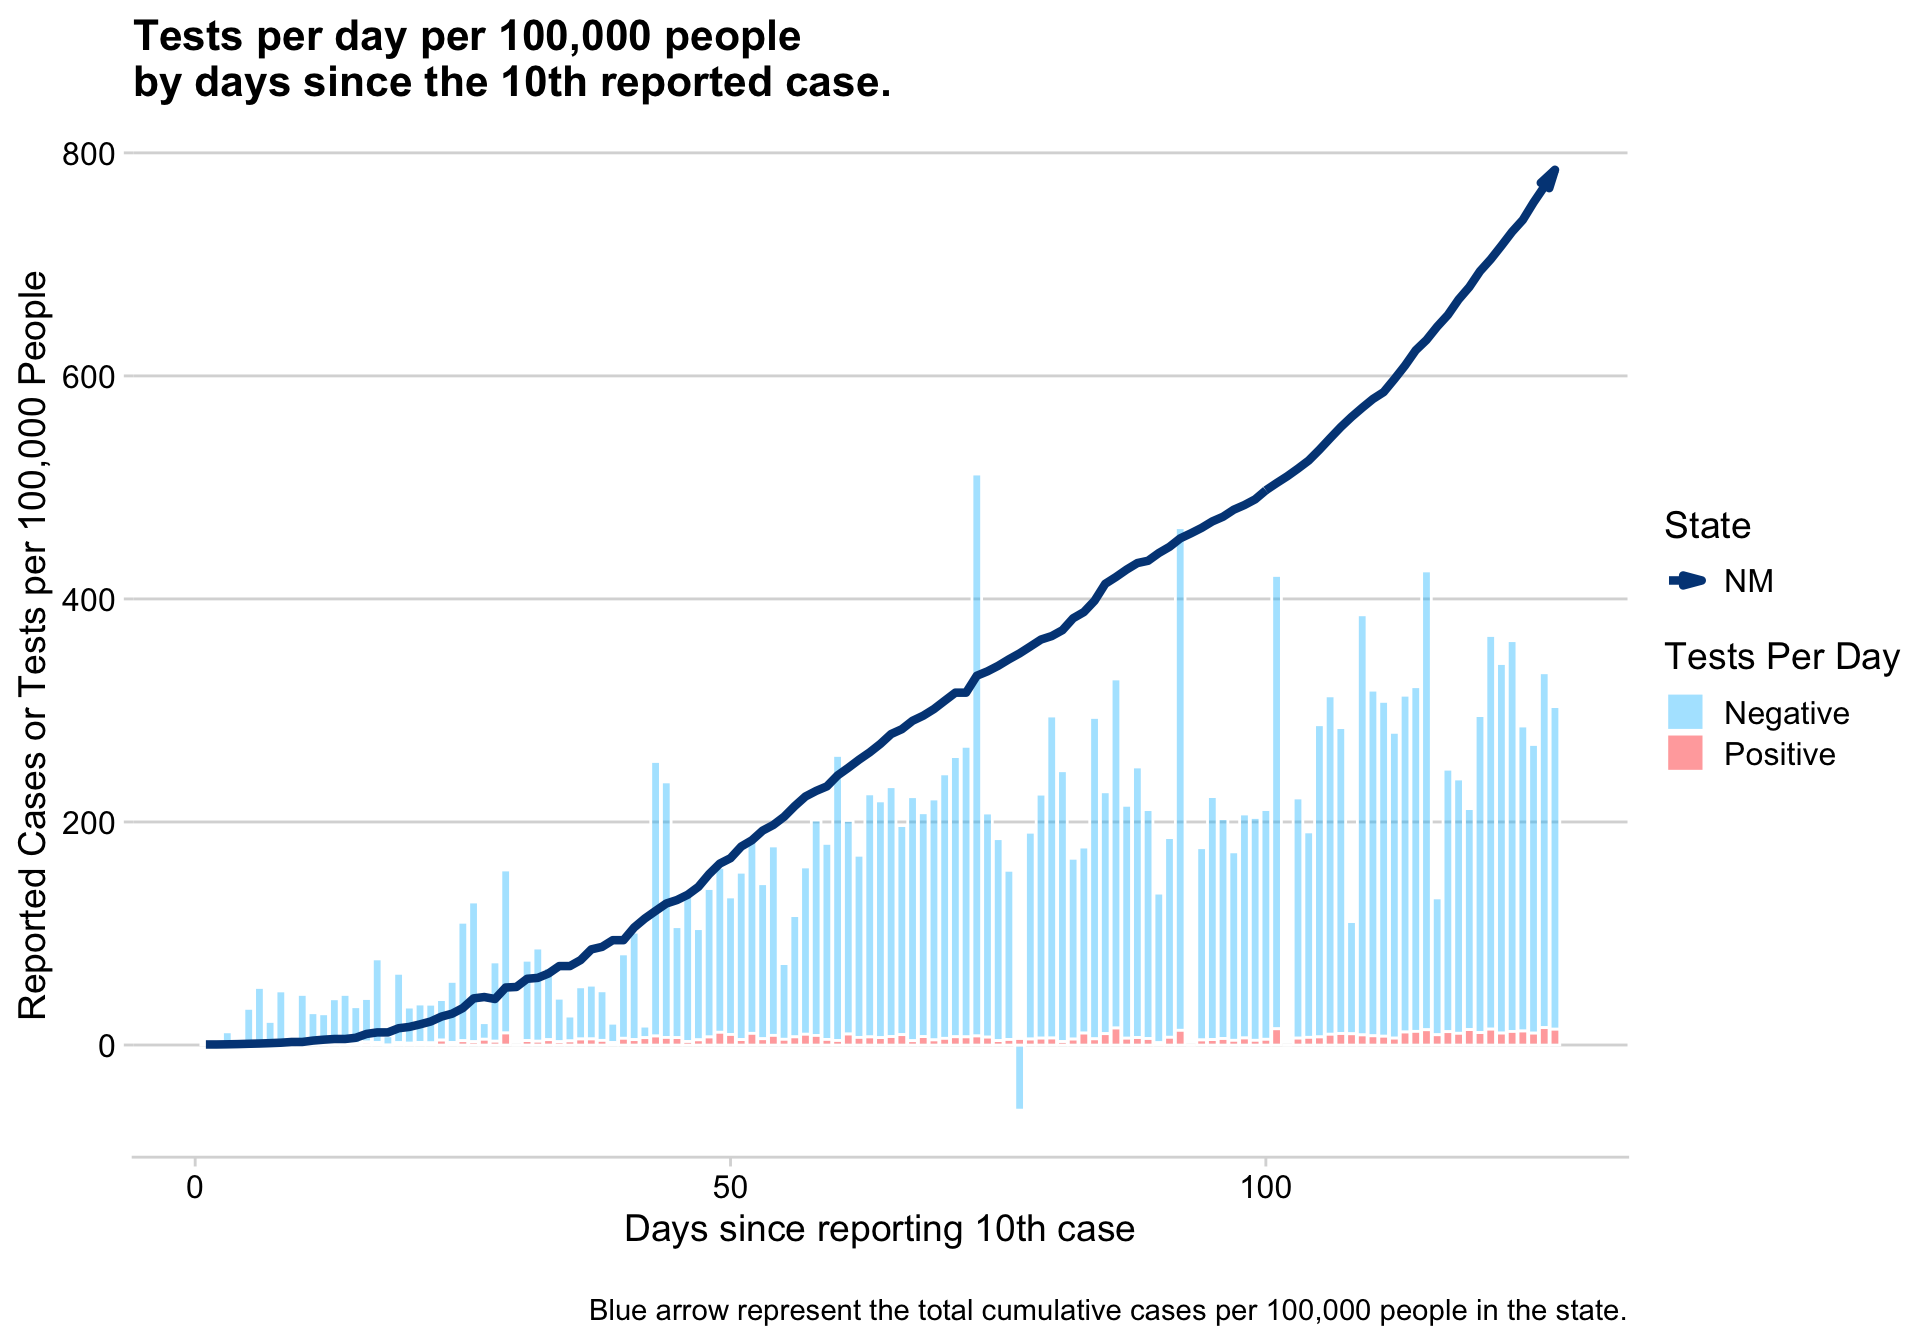 Tests per day per 100,000 people
by days since the 10th reported case.
Reported Cases or Tests per 100,000 People
800
600
400
200
0
0
50
100
Days since reporting 10th case
State
NM
Tests Per Day
Negative
Positive
Blue arrow represent the total cumulative cases per 100,000 people in the state.